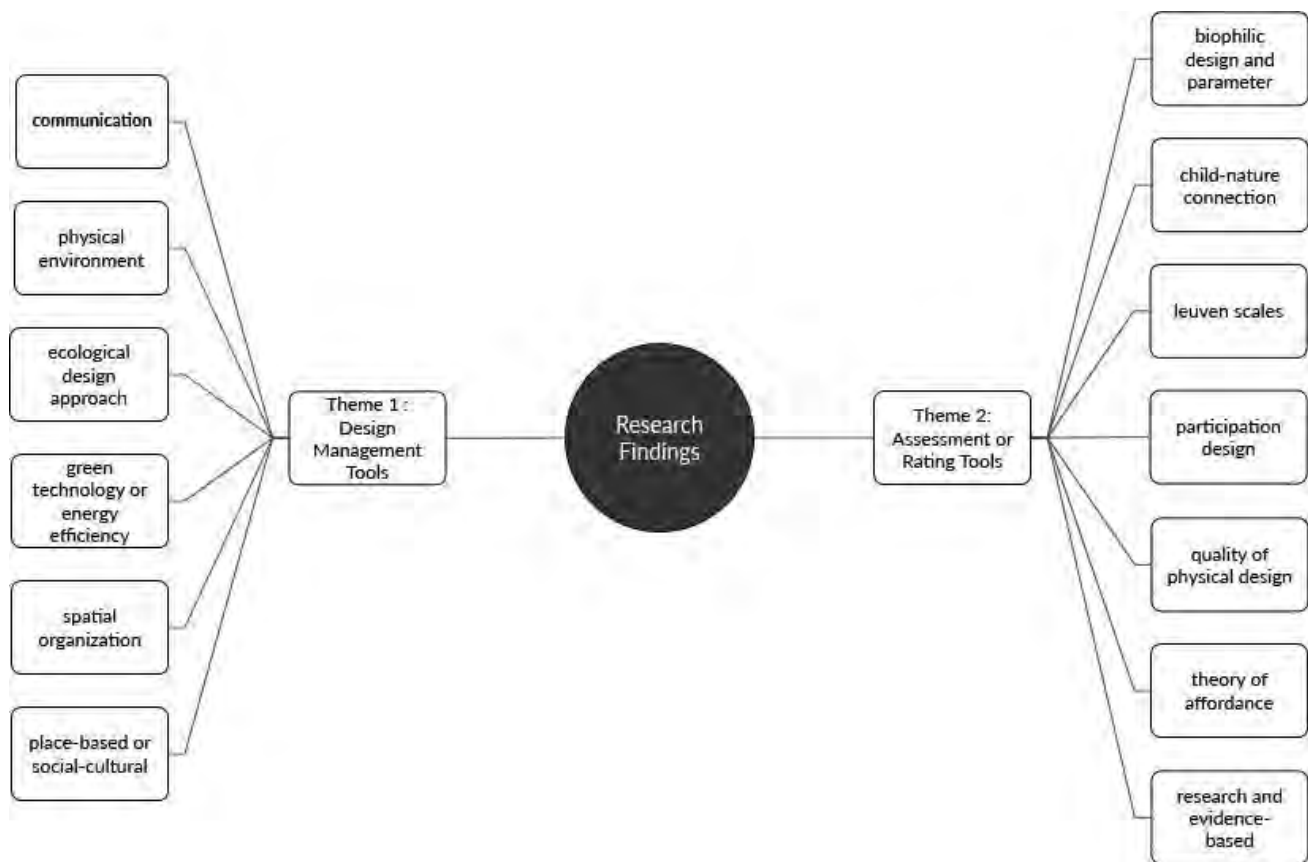 communication
physical
environment
ecological
design
approach
green
technology or
energy
efficiency
spatial
organization
place-based or
social-cultural
Theme 1 :
Design
Management
Tools
Research
Findings
Theme 2:
Assessment or
Rating Tools
biophilic
design and
parameter
child-nature
connection
leuven scales
participation
design
quality of
physical design
theory of
affordance
research and
evidence-
based